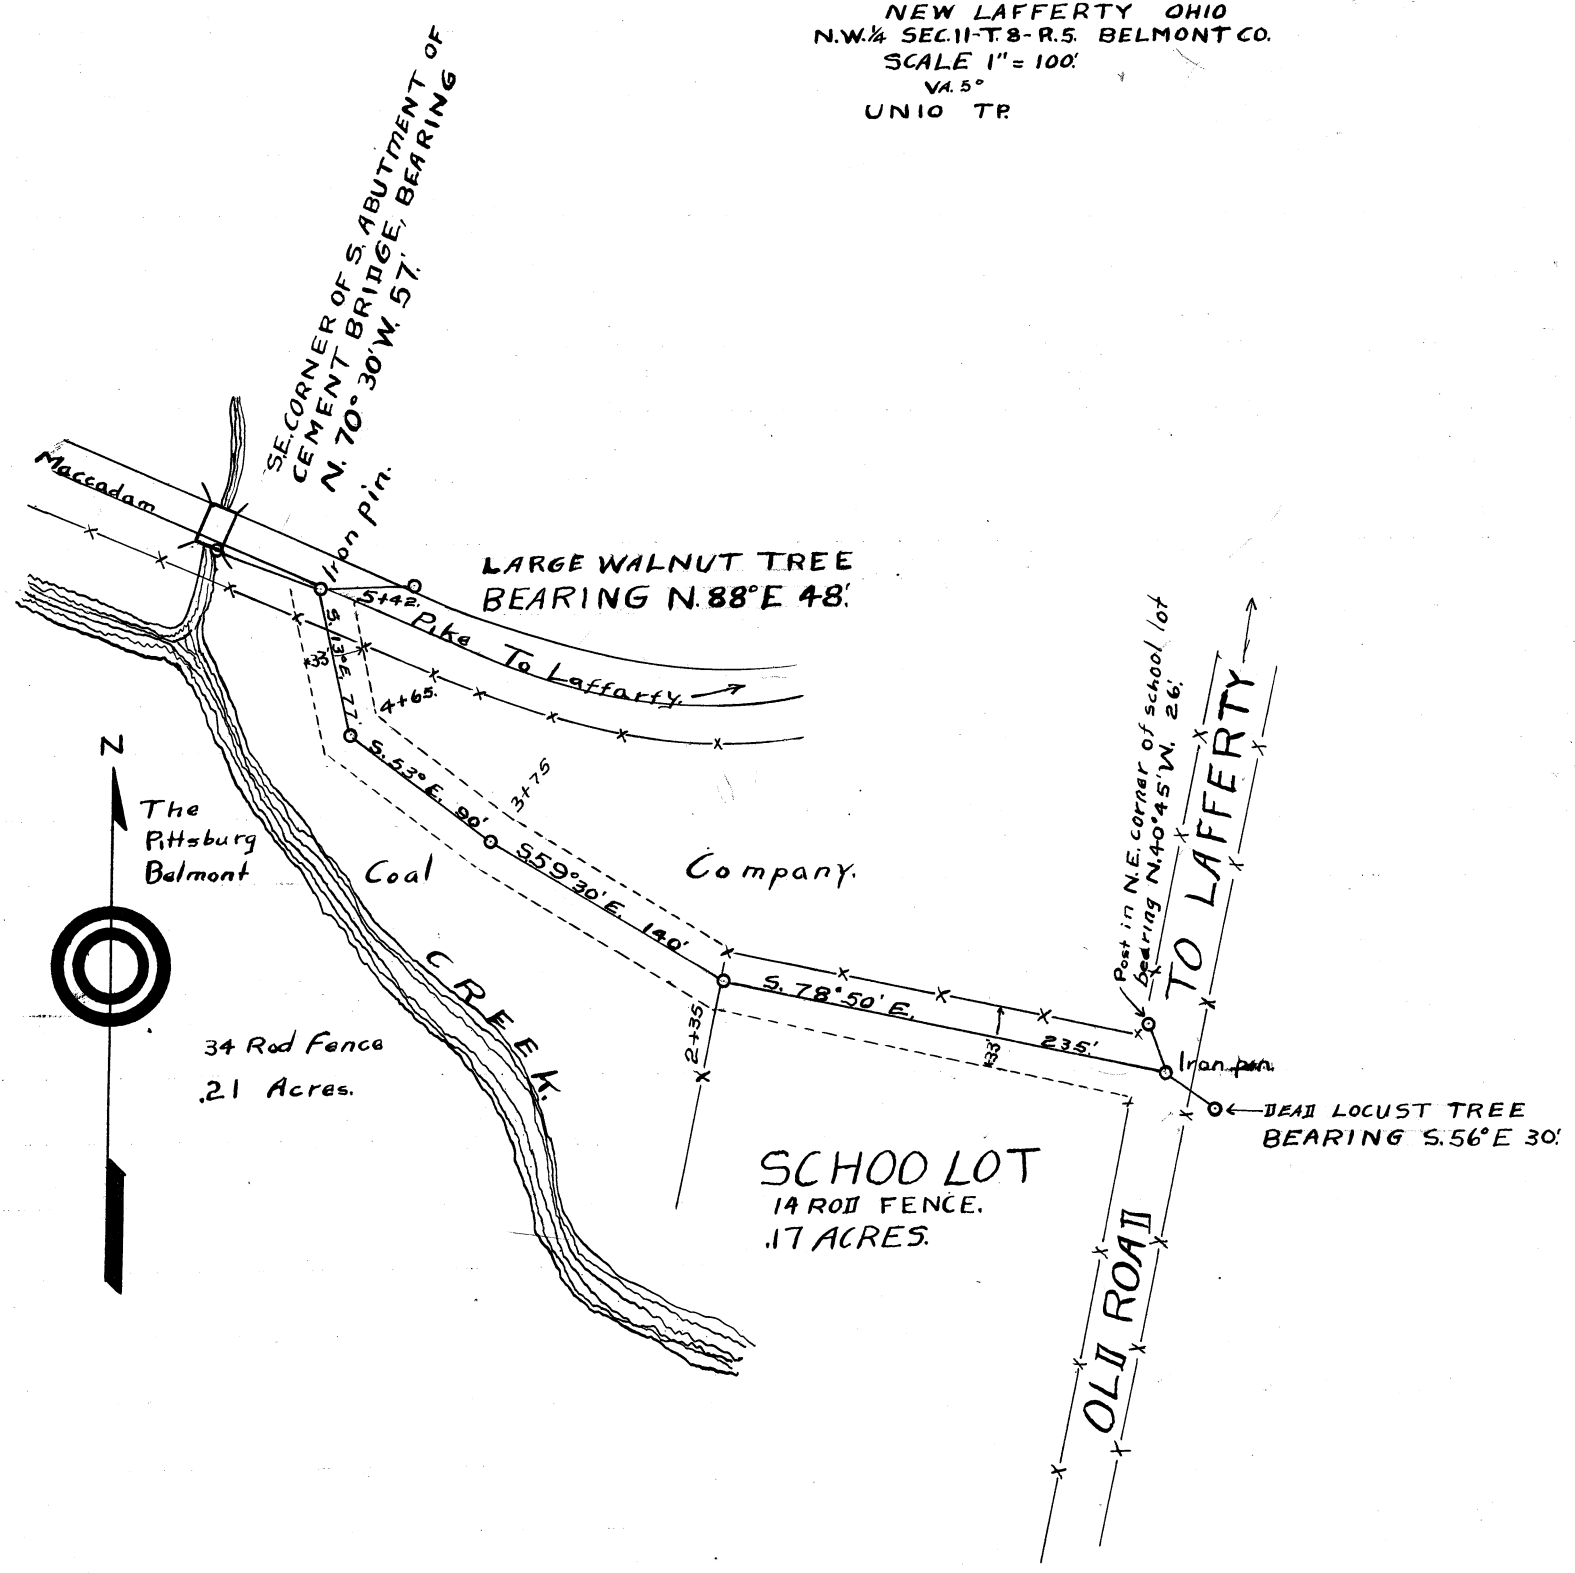 NEW LAFFERTY OHIO
N.W.¼ SEC.11-T.8-R.5. BELMONT CO.
SCALE 1" = 100'.
VA. 5°
UNIO TP.
S.E. CORNER OF S. ABUTMENT OF
CEMENT BRIDGE, BEARING
N. 70° 30' W. 57'.
Iron pin.
Maccadam
LARGE WALNUT TREE
BEARING N. 88° E 48'.
5+42.
Pike To Lafferty.
S. 13° E. 77'
33'
4+65.
S. 53° E. 90'
3+75
N
The
Pittsburg
Belmont
Coal
Company.
S. 59° 30' E. 140'
CREEK.
34 Rod Fence
.21 Acres.
S. 78° 50' E. 235'.
2+35
33'
Post in N.E. corner of school lot
bearing N. 40° 45' W. 26'.
TO LAFFERTY
Iron pin.
DEAD LOCUST TREE
BEARING S. 56° E 30'.
SCHOO LOT
14 ROD FENCE.
.17 ACRES.
OLD ROAD